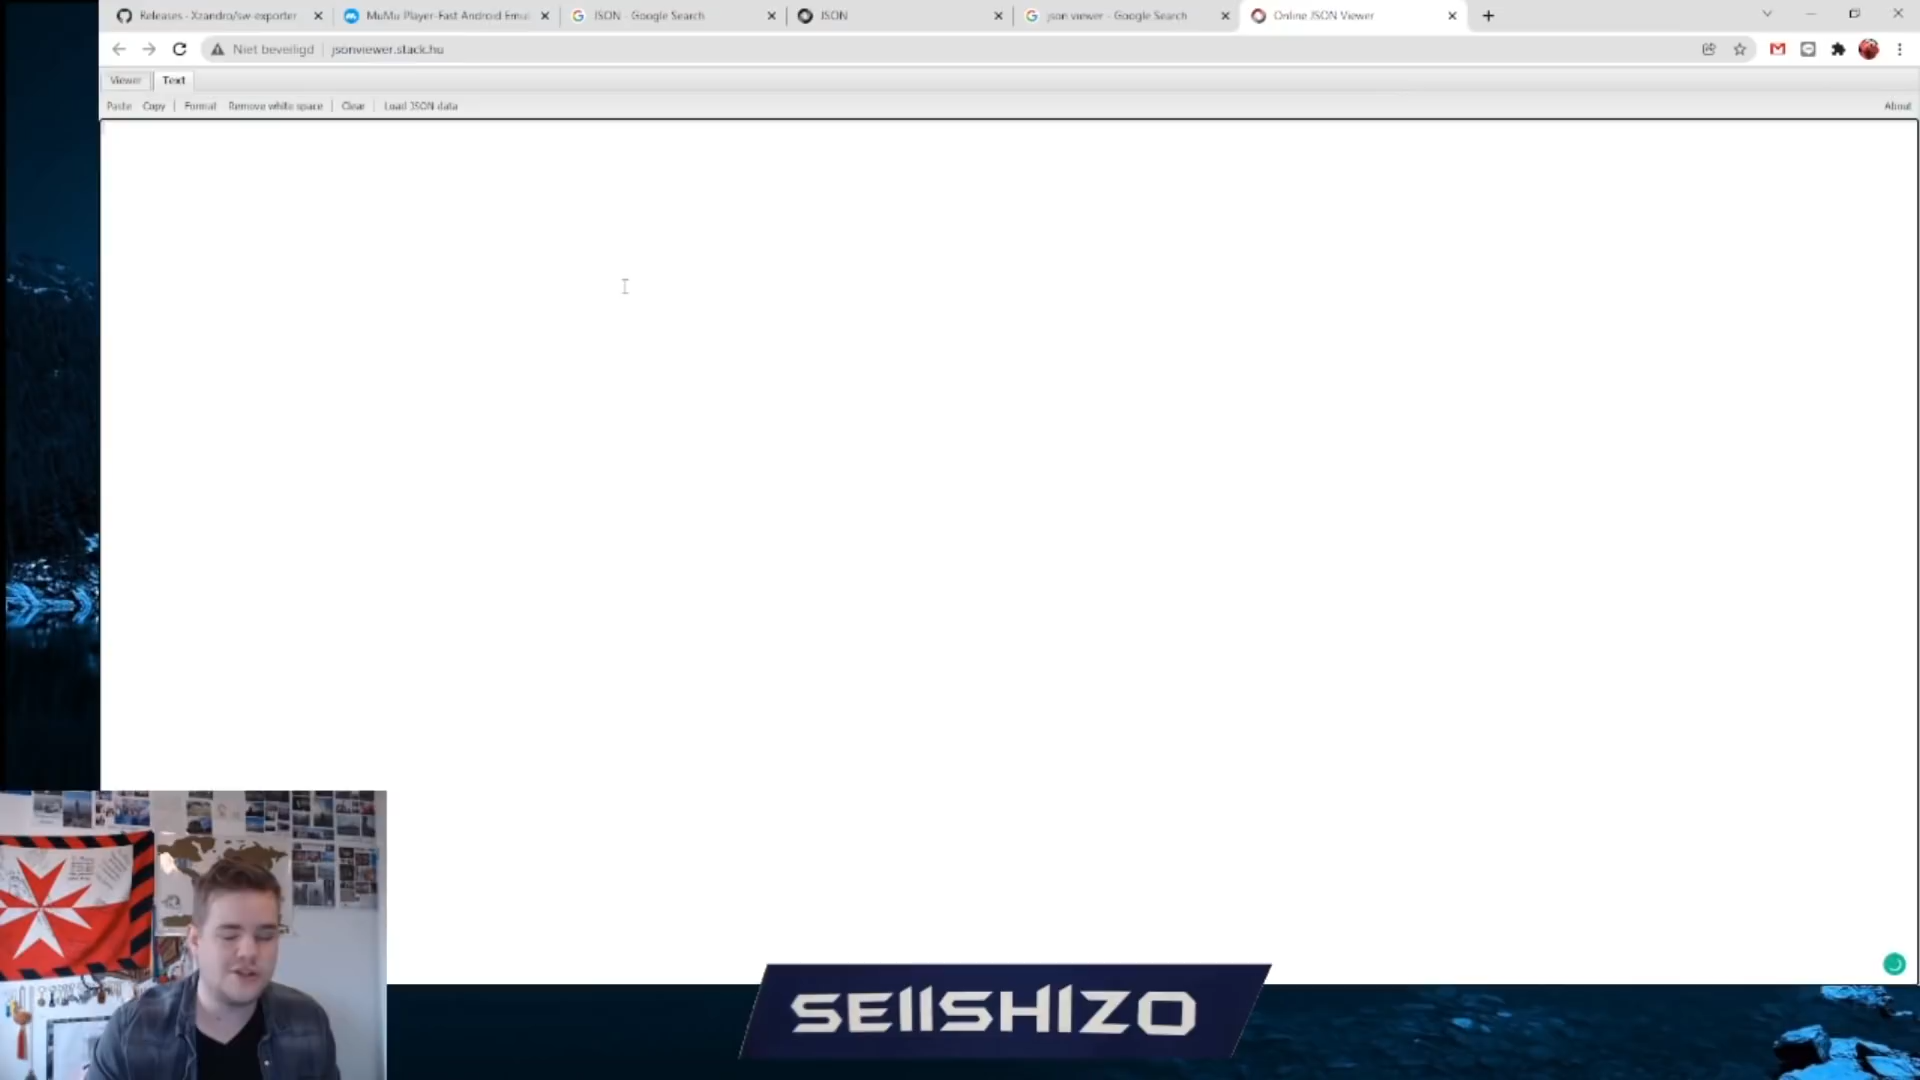 Releases · Xzandro/sw-exporter
MuMu Player-Fast Android Emu
JSON - Google Search
JSON
json viewer - Google Search
Online JSON Viewer
Niet beveiligd
jsonviewer.stack.hu
Viewer
Text
Paste
Copy
Format
Remove white space
Clear
Load JSON data
About
SEIISHIZO